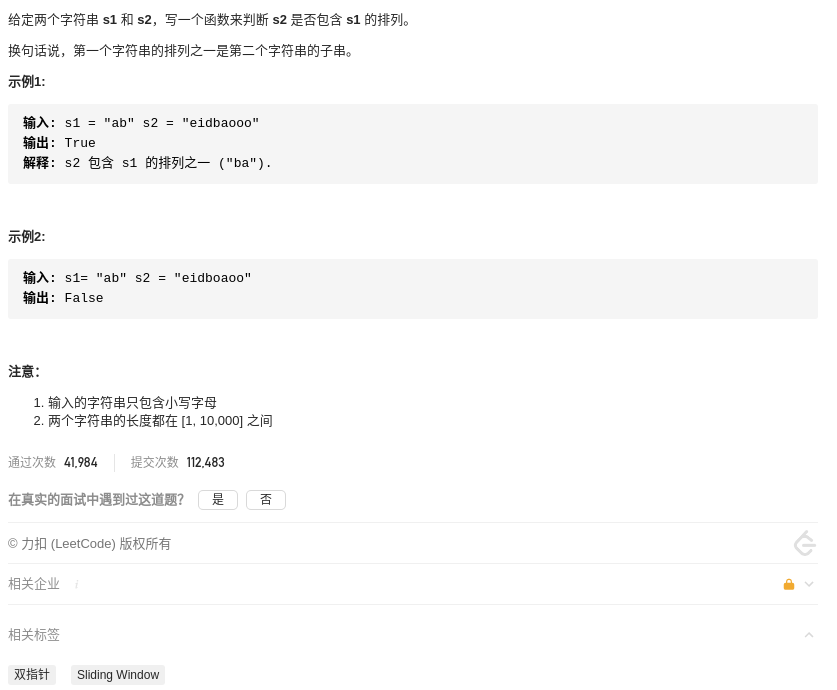 给定两个字符串 s1 和 s2，写一个函数来判断 s2 是否包含 s1 的排列。
换句话说，第一个字符串的排列之一是第二个字符串的子串。
示例1:
输入: s1 = "ab" s2 = "eidbaooo"
输出: True
解释: s2 包含 s1 的排列之一 ("ba").
示例2:
输入: s1= "ab" s2 = "eidboaoo"
输出: False
注意：
1. 输入的字符串只包含小写字母
2. 两个字符串的长度都在 [1, 10,000] 之间
通过次数 41,984 提交次数 112,483
在真实的面试中遇到过这道题？ 是 否
© 力扣 (LeetCode) 版权所有
相关企业 i
相关标签
双指针 Sliding Window